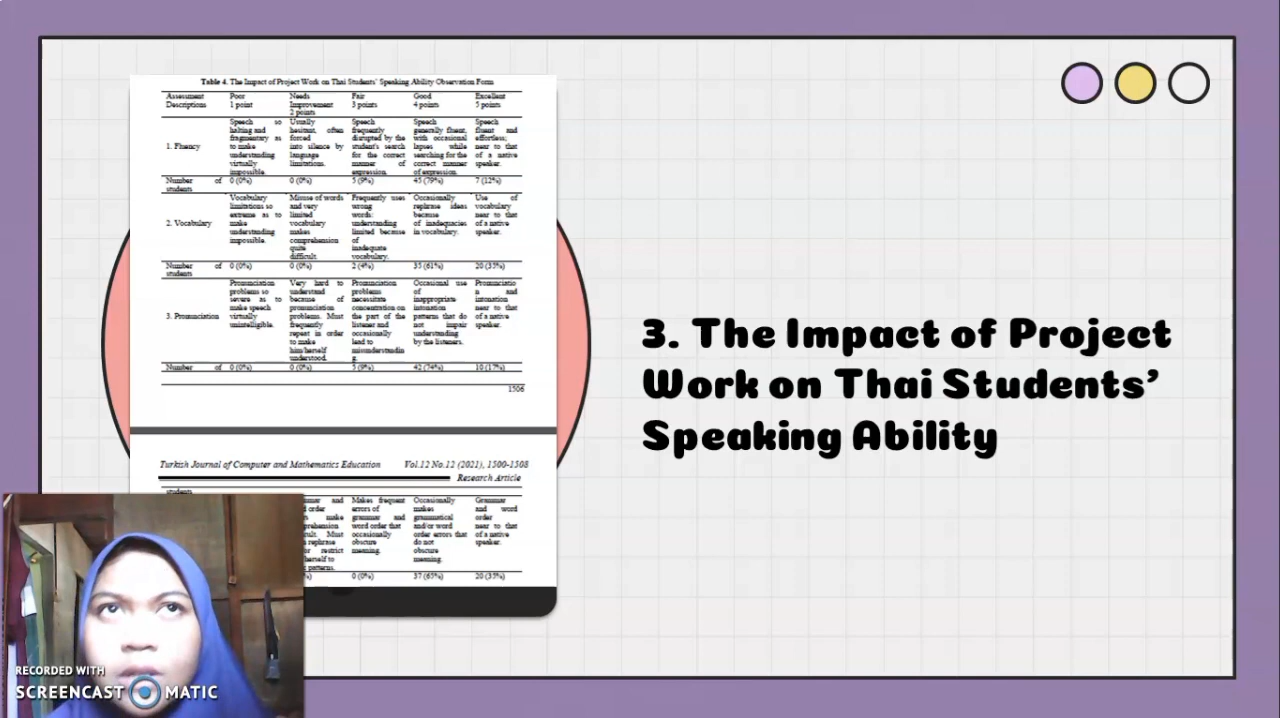 Table 4. The Impact of Project Work on Thai Students' Speaking Ability Observation Form
Assessment Descriptions
Poor
1 point
Needs
Improvement
2 points
Fair
3 points
Good
4 points
Excellent
5 points
1. Fluency
Speech so
halting and
fragmentary as
to make
understanding
virtually
impossible.
Usually
hesitant, often
forced
into silence by
language
limitations.
Speech
frequently
disrupted by the
student's search
for the correct
manner of
expression.
Speech
generally fluent,
with occasional
lapses while
searching for the
correct manner
of expression.
Speech
fluent and
effortless;
near to that
of a native
speaker.
Number of
students
0 (0%)
0 (0%)
5 (9%)
45 (79%)
7 (12%)
2. Vocabulary
Vocabulary
limitations so
extreme as to
make
understanding
impossible.
Misuse of words
and very
limited
vocabulary
makes
comprehension
quite
difficult.
Frequently uses
wrong
words:
understanding
limited because
of
inadequate
vocabulary.
Occasionally
rephrase ideas
because
of inadequacies
in vocabulary.
Use of
vocabulary
near to that
of a native
speaker.
Number of
students
0 (0%)
0 (0%)
2 (4%)
35 (61%)
20 (35%)
3. Pronunciation
Pronunciation
problems so
severe as to
make speech
virtually
unintelligible.
Very hard to
understand
because of
pronunciation
problems. Must
frequently
repeat in order
to make
him/herself
understood.
Pronunciation
problems
necessitate
concentration on
the part of the
listener and
occasionally
lead to
misunderstandin
g.
Occasional use
of
inappropriate
intonation
patterns that do
not impair
understanding
by the listeners.
Pronunciatio
n and
intonation
near to that
of a native
speaker.
Number of
0 (0%)
0 (0%)
5 (9%)
42 (74%)
10 (17%)
1506
Turkish Journal of Computer and Mathematics Education Vol.12 No.12 (2021), 1500-1508
Research Article
students
and
order
make
Must
rephrase
restrict
to
patterns.
Makes frequent
errors of
grammar and
word order that
occasionally
obscure
meaning.
Occasionally
makes
grammatical
and/or word
order errors that
do not
obscure
meaning.
Grammar
and word
order
near to that
of a native
speaker.
0 (0%)
37 (65%)
20 (35%)
3. The Impact of Project
Work on Thai Students'
Speaking Ability
RECORDED WITH
SCREENCAST MATIC